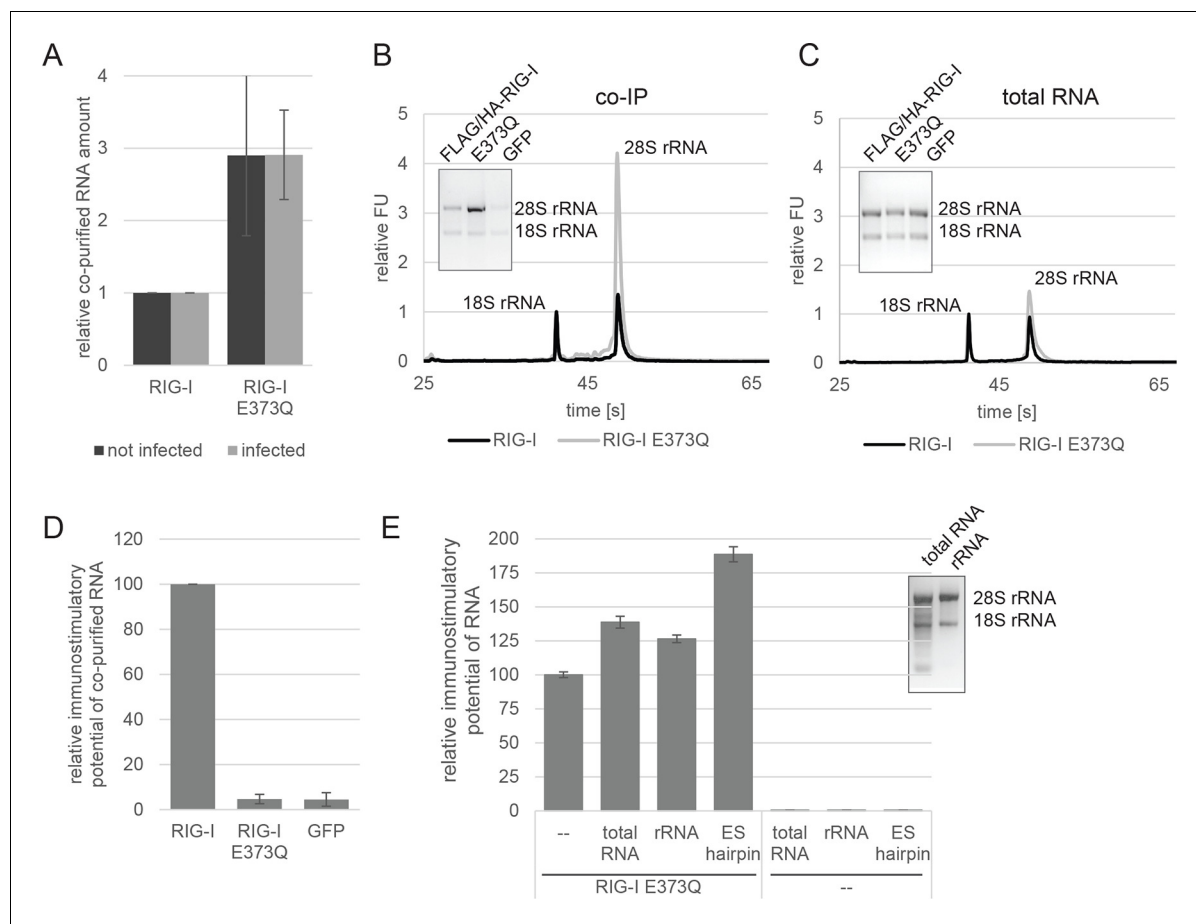 A
relative co-purified RNA amount
4
3
2
1
0
RIG-I
RIG-I
E373Q
not infected
infected
B
co-IP
FLAG/HA-RIG-I
E373Q
GFP
28S rRNA
18S rRNA
28S rRNA
18S rRNA
relative FU
5
4
3
2
1
0
25
45
65
time [s]
RIG-I
RIG-I E373Q
C
total RNA
FLAG/HA-RIG-I
E373Q
GFP
28S rRNA
18S rRNA
28S rRNA
18S rRNA
relative FU
5
4
3
2
1
0
25
45
65
time [s]
RIG-I
RIG-I E373Q
D
relative immunostimulatory
potential of co-purified RNA
120
100
80
60
40
20
0
RIG-I
RIG-I
E373Q
GFP
E
relative immunostimulatory
potential of RNA
200
175
150
125
100
75
50
25
0
--
total
RNA
rRNA
ES
hairpin
total
RNA
rRNA
ES
hairpin
RIG-I E373Q
--
total RNA
rRNA
28S rRNA
18S rRNA